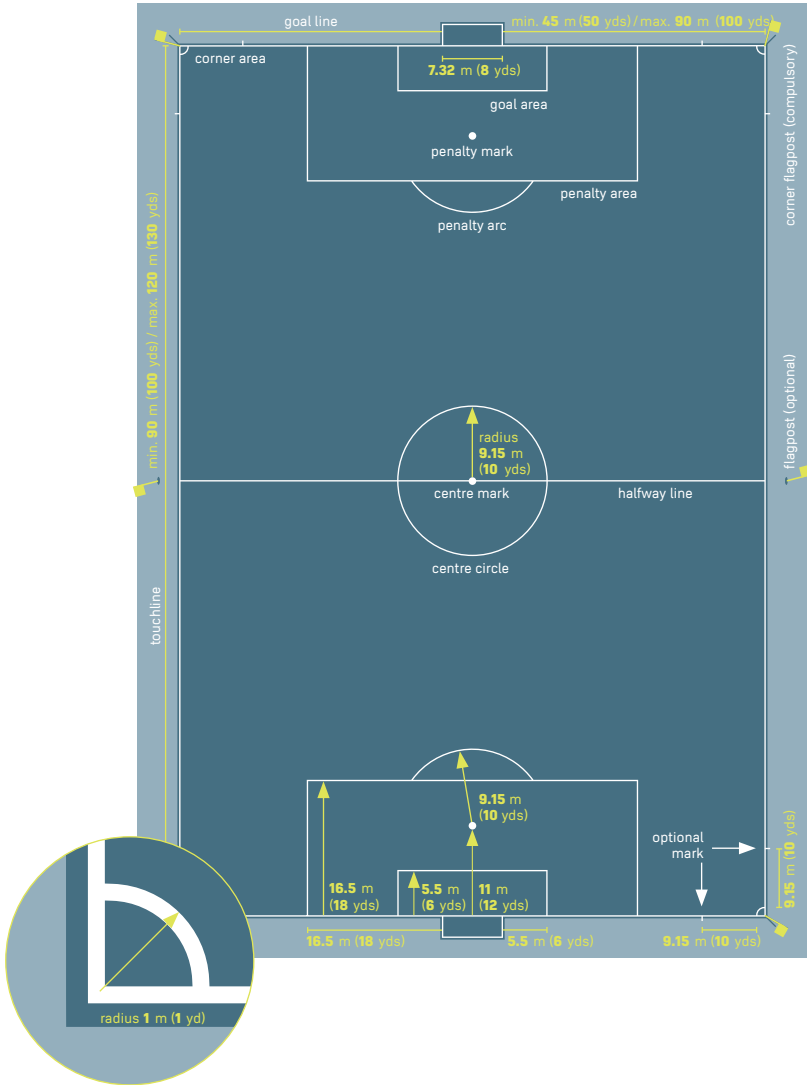 goal line
min. 45 m (50 yds) / max. 90 m (100 yds)
corner area
7.32 m (8 yds)
goal area
penalty mark
penalty area
penalty arc
corner flagpost (compulsory)
min. 90 m (100 yds) / max. 120 m (130 yds)
flagpost (optional)
radius
9.15 m
(10 yds)
centre mark
halfway line
centre circle
touchline
9.15 m
(10 yds)
optional
mark
9.15 m (10 yds)
16.5 m
(18 yds)
5.5 m
(6 yds)
11 m
(12 yds)
16.5 m (18 yds)
5.5 m (6 yds)
9.15 m (10 yds)
radius 1 m (1 yd)